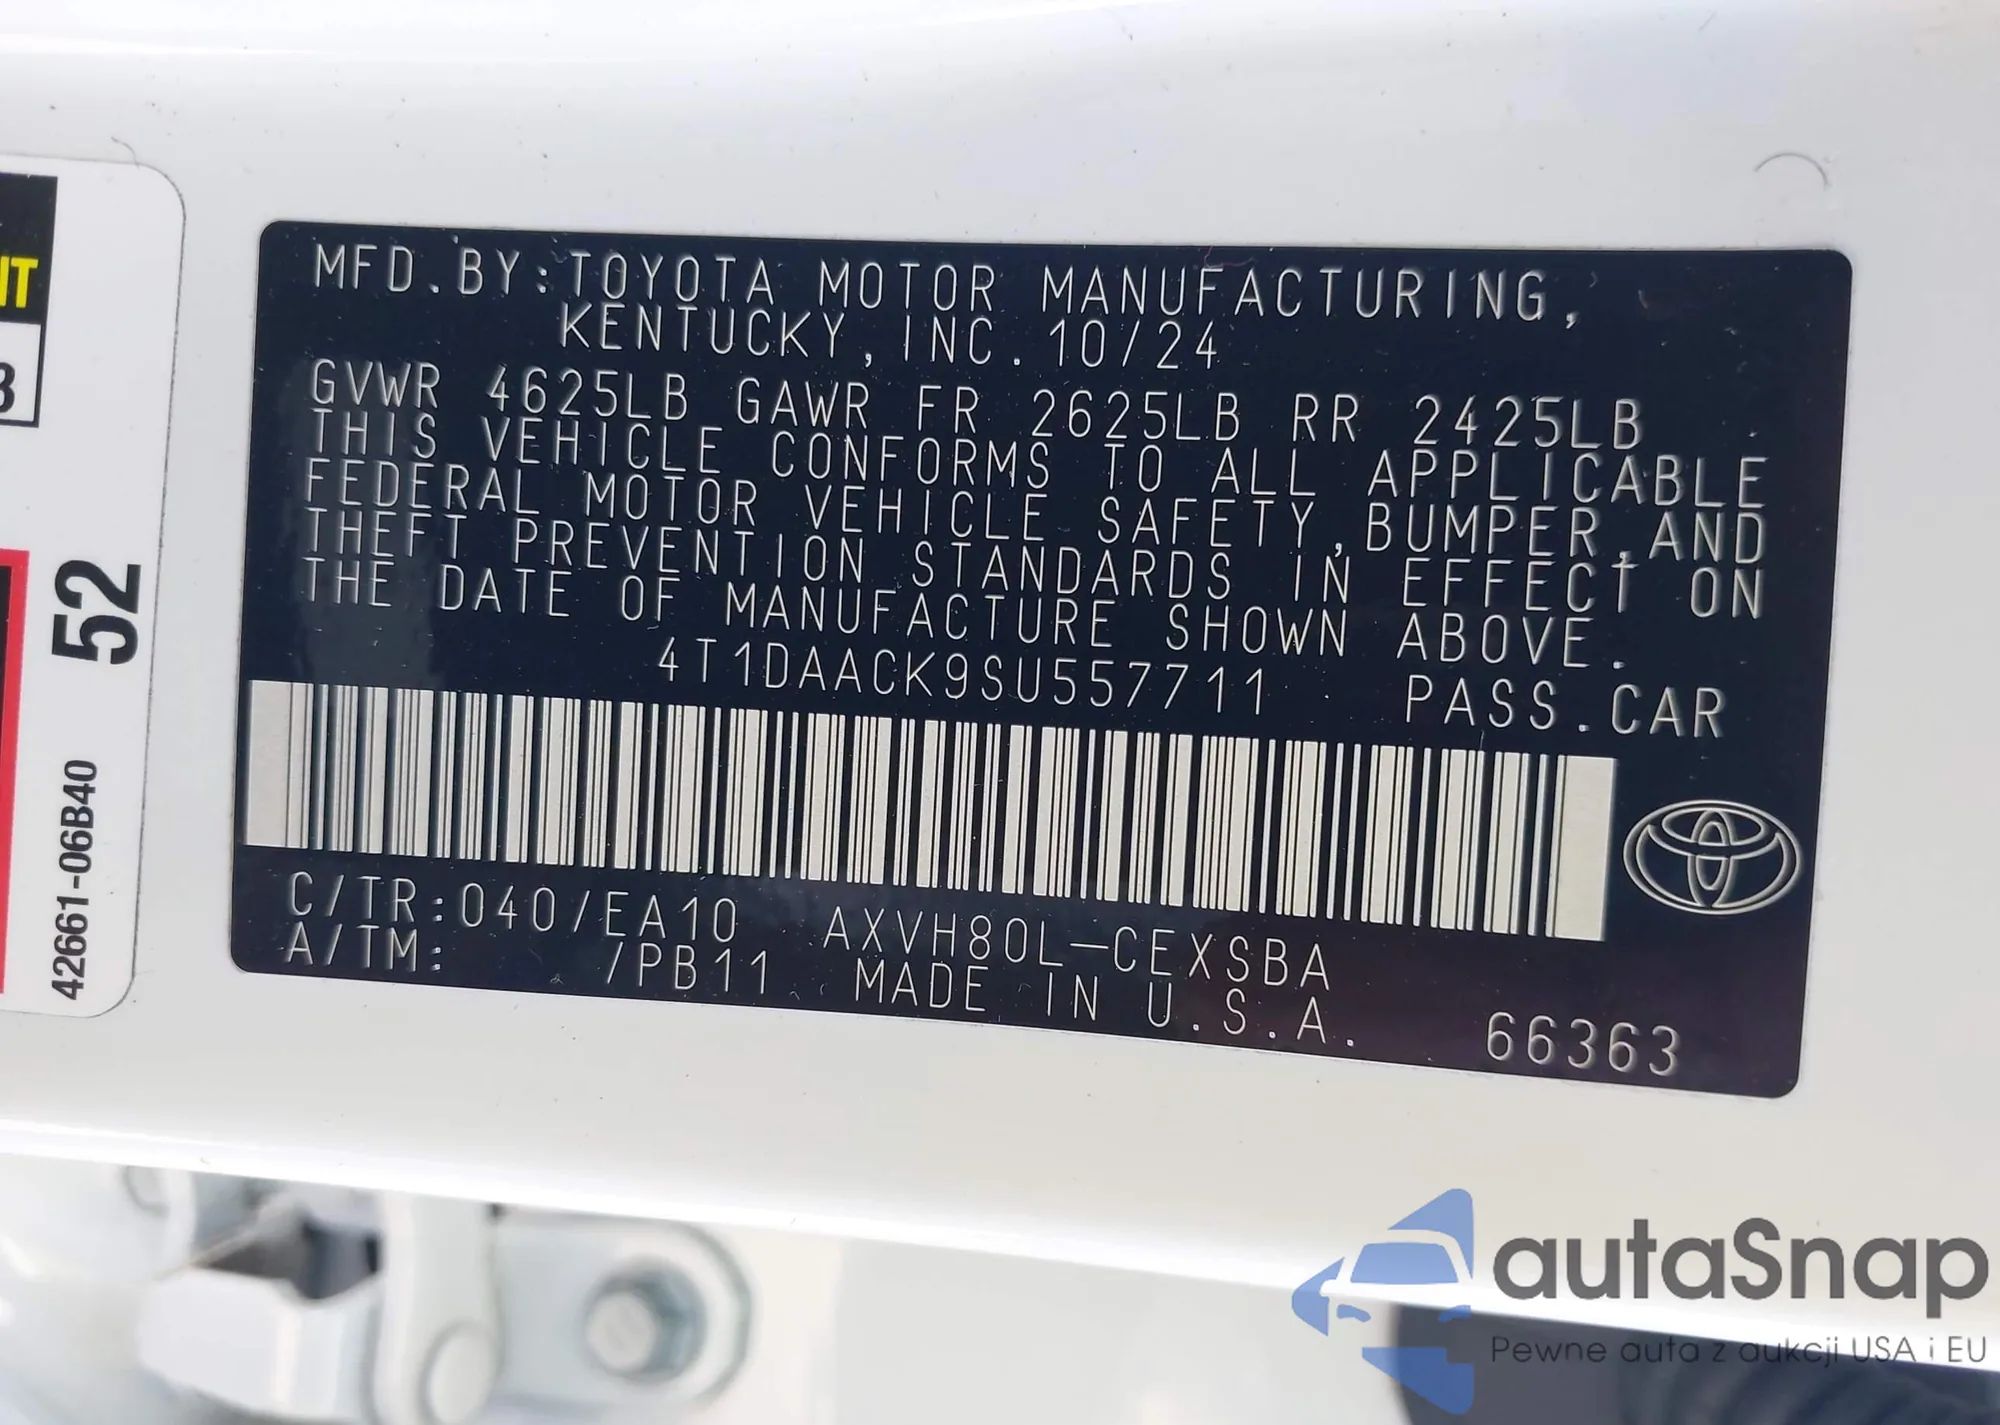 IT
3
52
42661-06B40
MFD.BY:TOYOTA MOTOR MANUFACTURING,
KENTUCKY,INC.10/24
GVWR 4625LB GAWR FR 2625LB RR 2425LB
THIS VEHICLE CONFORMS TO ALL APPLICABLE
FEDERAL MOTOR VEHICLE SAFETY,BUMPER,AND
THEFT PREVENTION STANDARDS IN EFFECT ON
THE DATE OF MANUFACTURE SHOWN ABOVE.
4T1DAACK9SU557711 PASS.CAR
C/TR:040/EA10 AXVH80L-CEXSBA
A/TM: /PB11 MADE IN U.S.A. 66363
autaSnap
Pewne auta z aukcji USA i EU